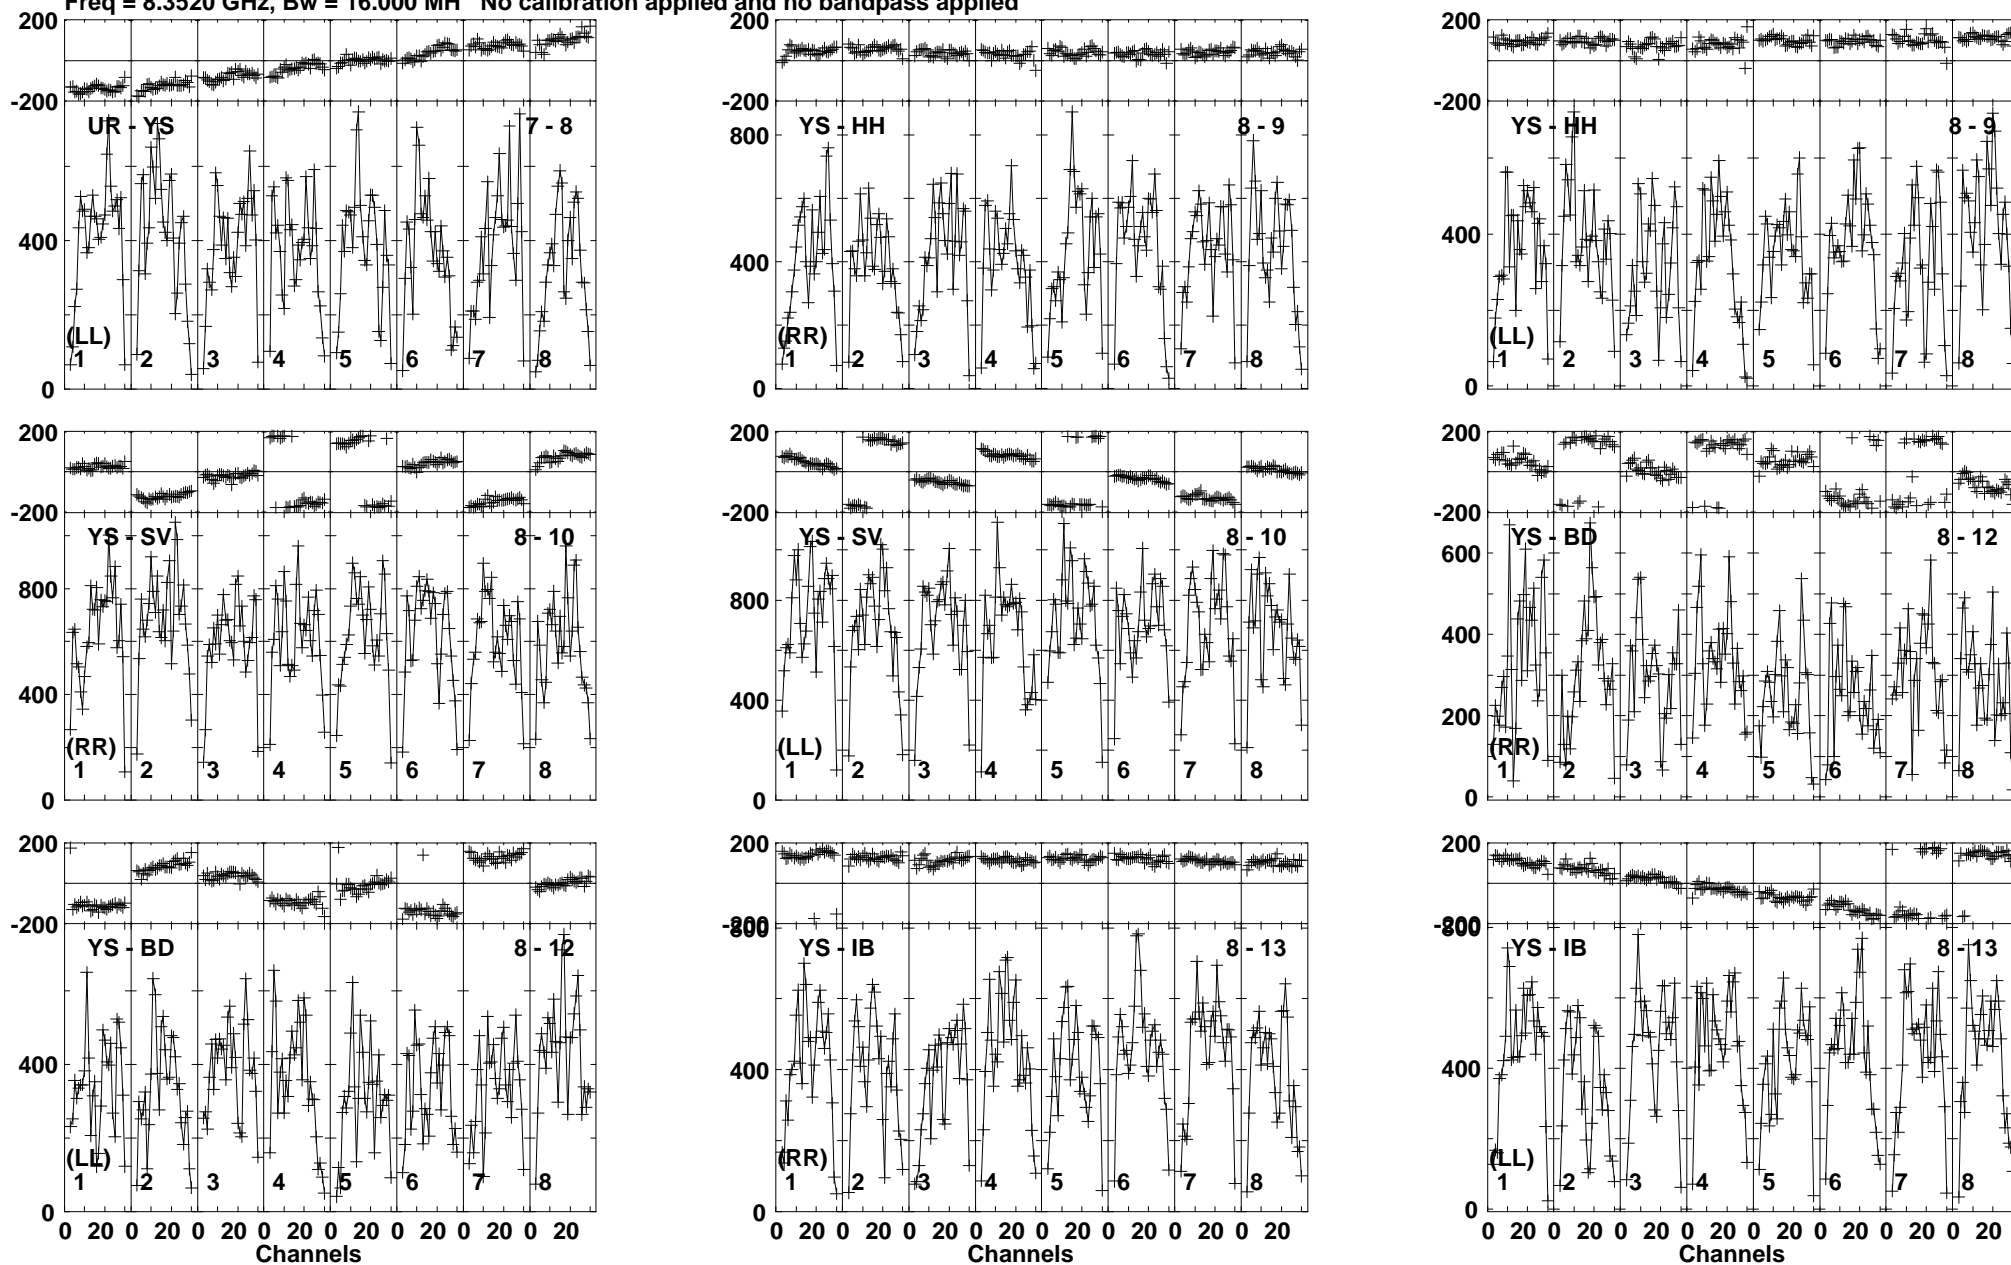 Freq = 8.3520 GHz, Bw = 16.000 MH No calibration applied and no bandpass applied
200 200 200
-200 -200 -200
UR - YS 7 - 8 YS - HH 8 - 9 YS - HH 8 - 9
800
400 400 400
(LL) (RR) (LL)
1 2 3 4 5 6 7 8 1 2 3 4 5 6 7 8 1 2 3 4 5 6 7 8
0 0 0
200 200 200
-200 -200 -200
YS - SV 8 - 10 YS - SV 8 - 10 YS - BD 8 - 12
600
800 800
400
400 400
200
(RR) (LL) (RR)
1 2 3 4 5 6 7 8 1 2 3 4 5 6 7 8 1 2 3 4 5 6 7 8
0 0 0
200 200 200
-200 -200 -200
800 800
YS - BD 8 - 12 YS - IB 8 - 13 YS - IB 8 - 13
400 400 400
(LL) (RR) (LL)
1 2 3 4 5 6 7 8 1 2 3 4 5 6 7 8 1 2 3 4 5 6 7 8
0 0 0
0 20 0 20 0 20 0 20 0 20 0 20 0 20 0 20 0 20 0 20 0 20 0 20 0 20 0 20 0 20 0 20 0 20 0 20 0 20 0 20 0 20 0 20 0 20 0 20
Channels Channels Channels